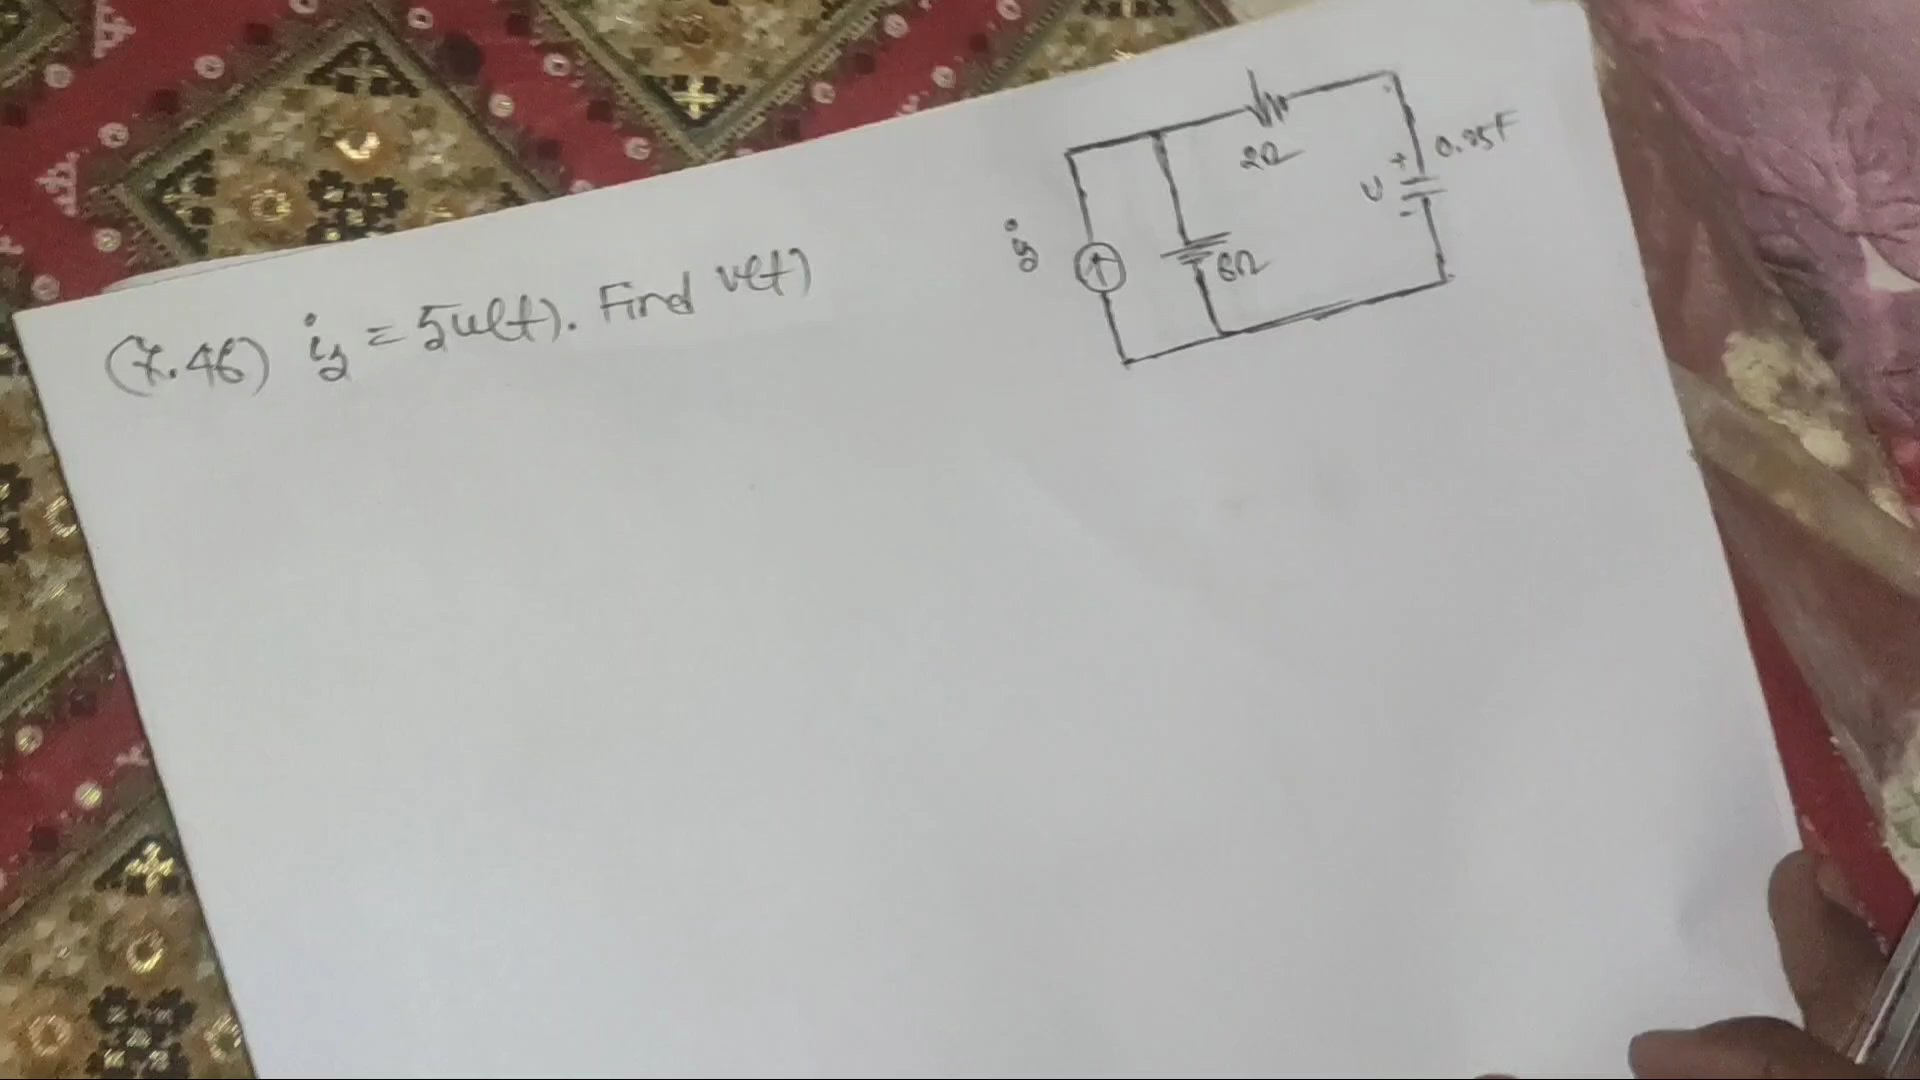 (7.46) is = 5u(t). Find v(t)
is
2Ω
6Ω
+
v
-
0.25F